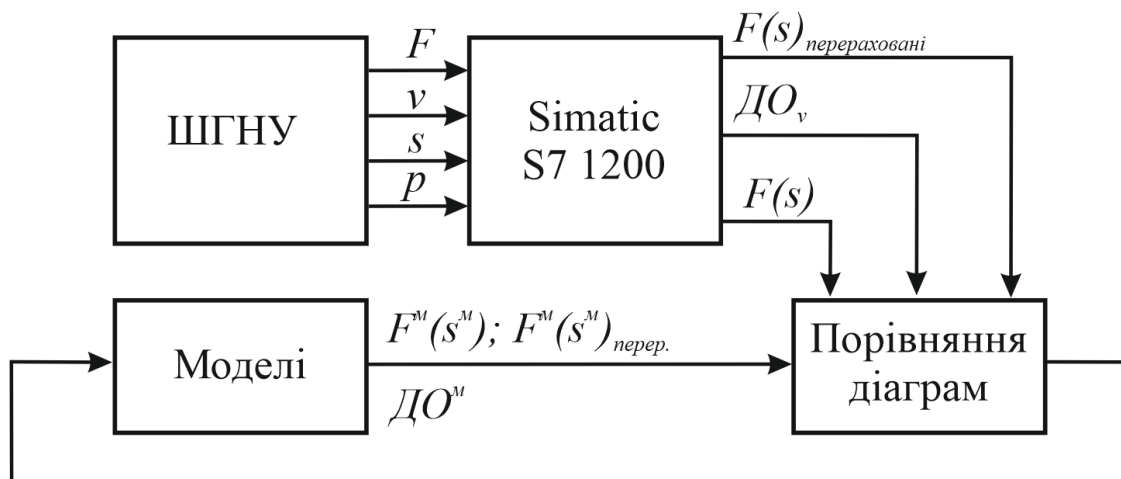 ШГНУ
F
v
s
p
Simatic
S7 1200
F(s)перераховані
ДОv
F(s)
Моделі
Fм(sм); Fм(sм)перер.
ДОм
Порівняння
діаграм